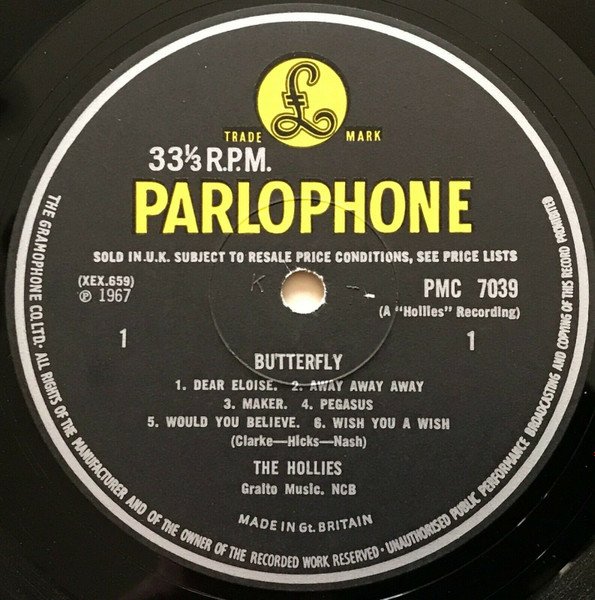 £
TRADE MARK
33⅓ R.P.M.
PARLOPHONE
SOLD IN U.K. SUBJECT TO RESALE PRICE CONDITIONS, SEE PRICE LISTS
(XEX.659)
℗ 1967
PMC 7039
(A "Hollies" Recording)
K
1
1
BUTTERFLY
1. DEAR ELOISE. 2. AWAY AWAY AWAY
3. MAKER. 4. PEGASUS
5. WOULD YOU BELIEVE. 6. WISH YOU A WISH
(Clarke—Hicks—Nash)
THE HOLLIES
Gralto Music. NCB
MADE IN Gt. BRITAIN
THE GRAMOPHONE CO. LTD. ALL RIGHTS OF THE MANUFACTURER AND OF THE OWNER OF THE RECORDED WORK RESERVED · UNAUTHORISED PUBLIC PERFORMANCE BROADCASTING AND COPYING OF THIS RECORD PROHIBITED